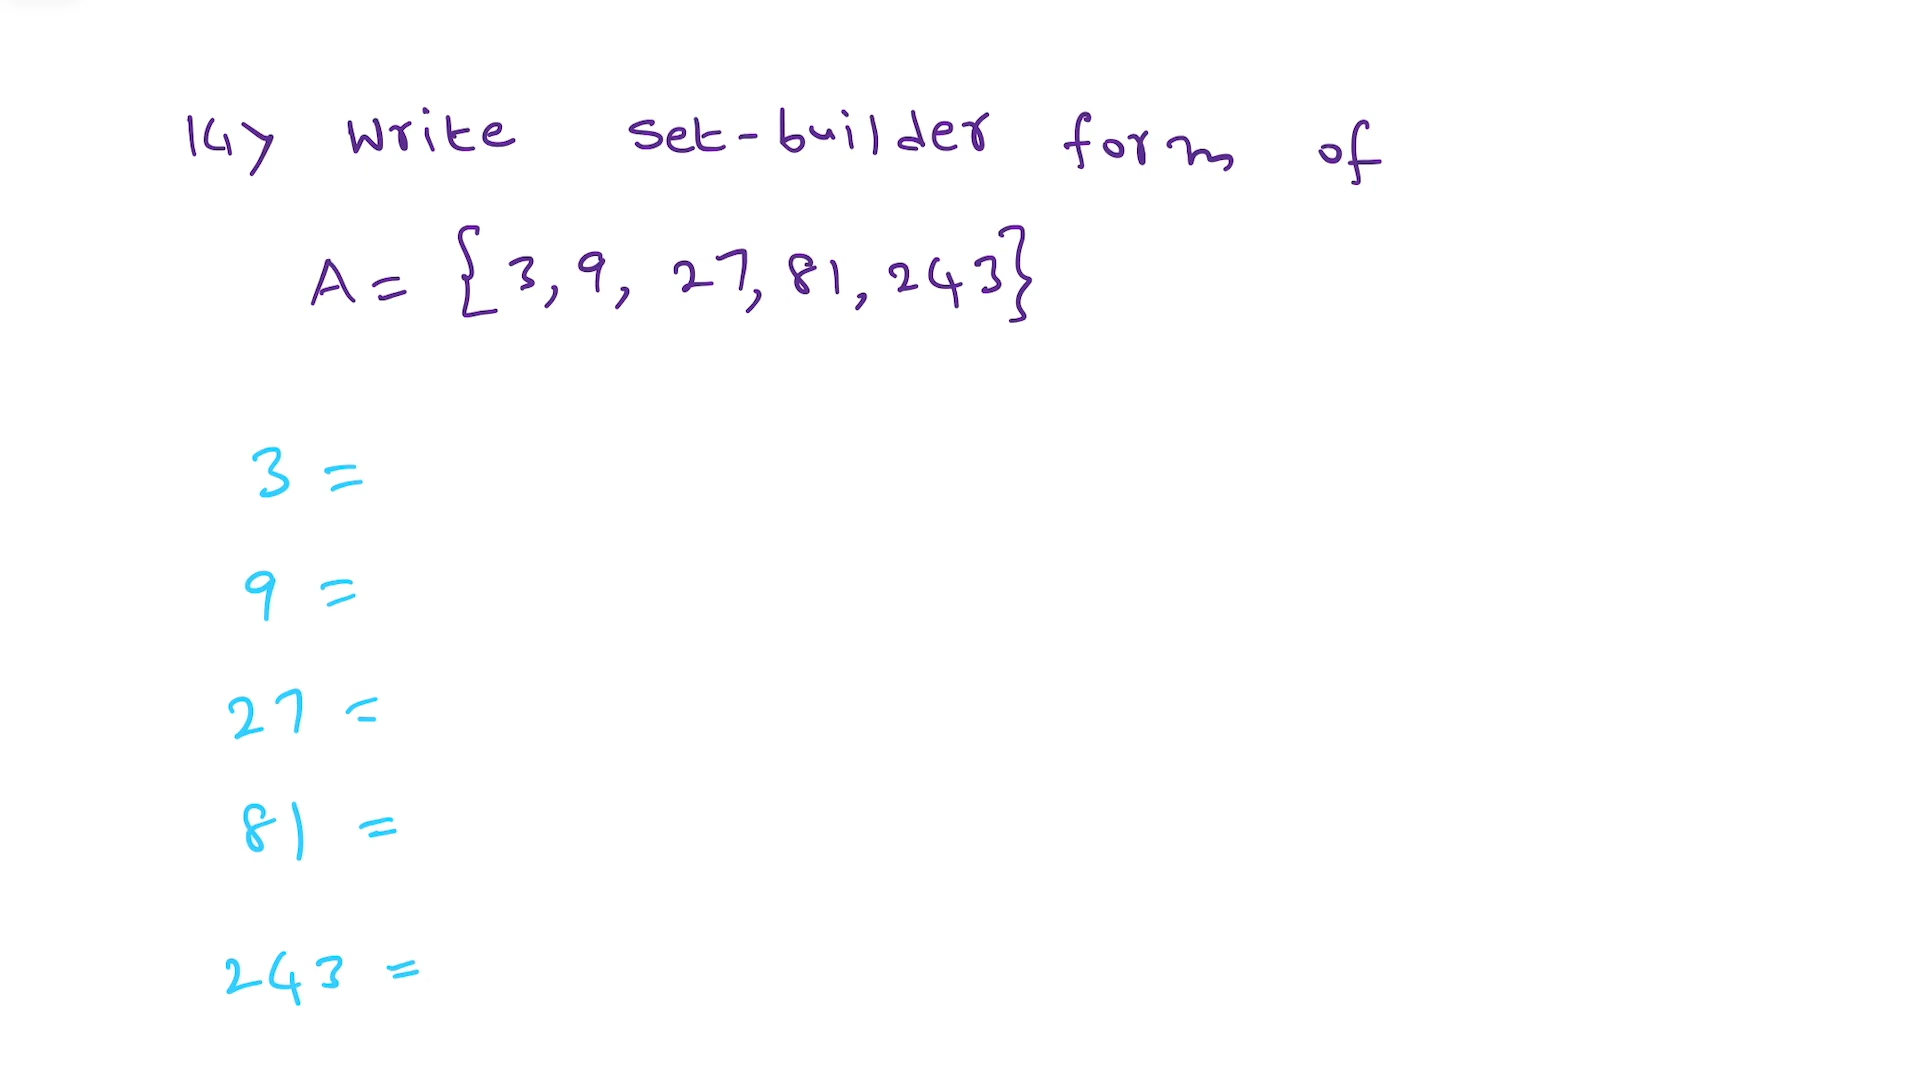 14> Write set-builder form of
A = {3, 9, 27, 81, 243}
3 =
9 =
27 =
81 =
243 =